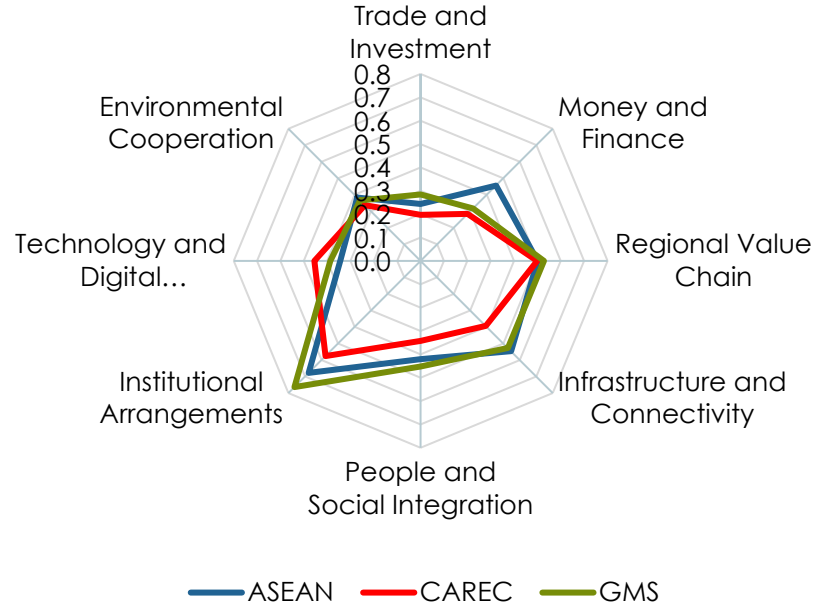 Trade and
Investment
0.8
0.7
0.6
0.5
0.4
0.3
0.2
0.1
0.0
Money and
Finance
Regional Value
Chain
Infrastructure and
Connectivity
People and
Social Integration
Institutional
Arrangements
Technology and
Digital...
Environmental
Cooperation
ASEAN
CAREC
GMS